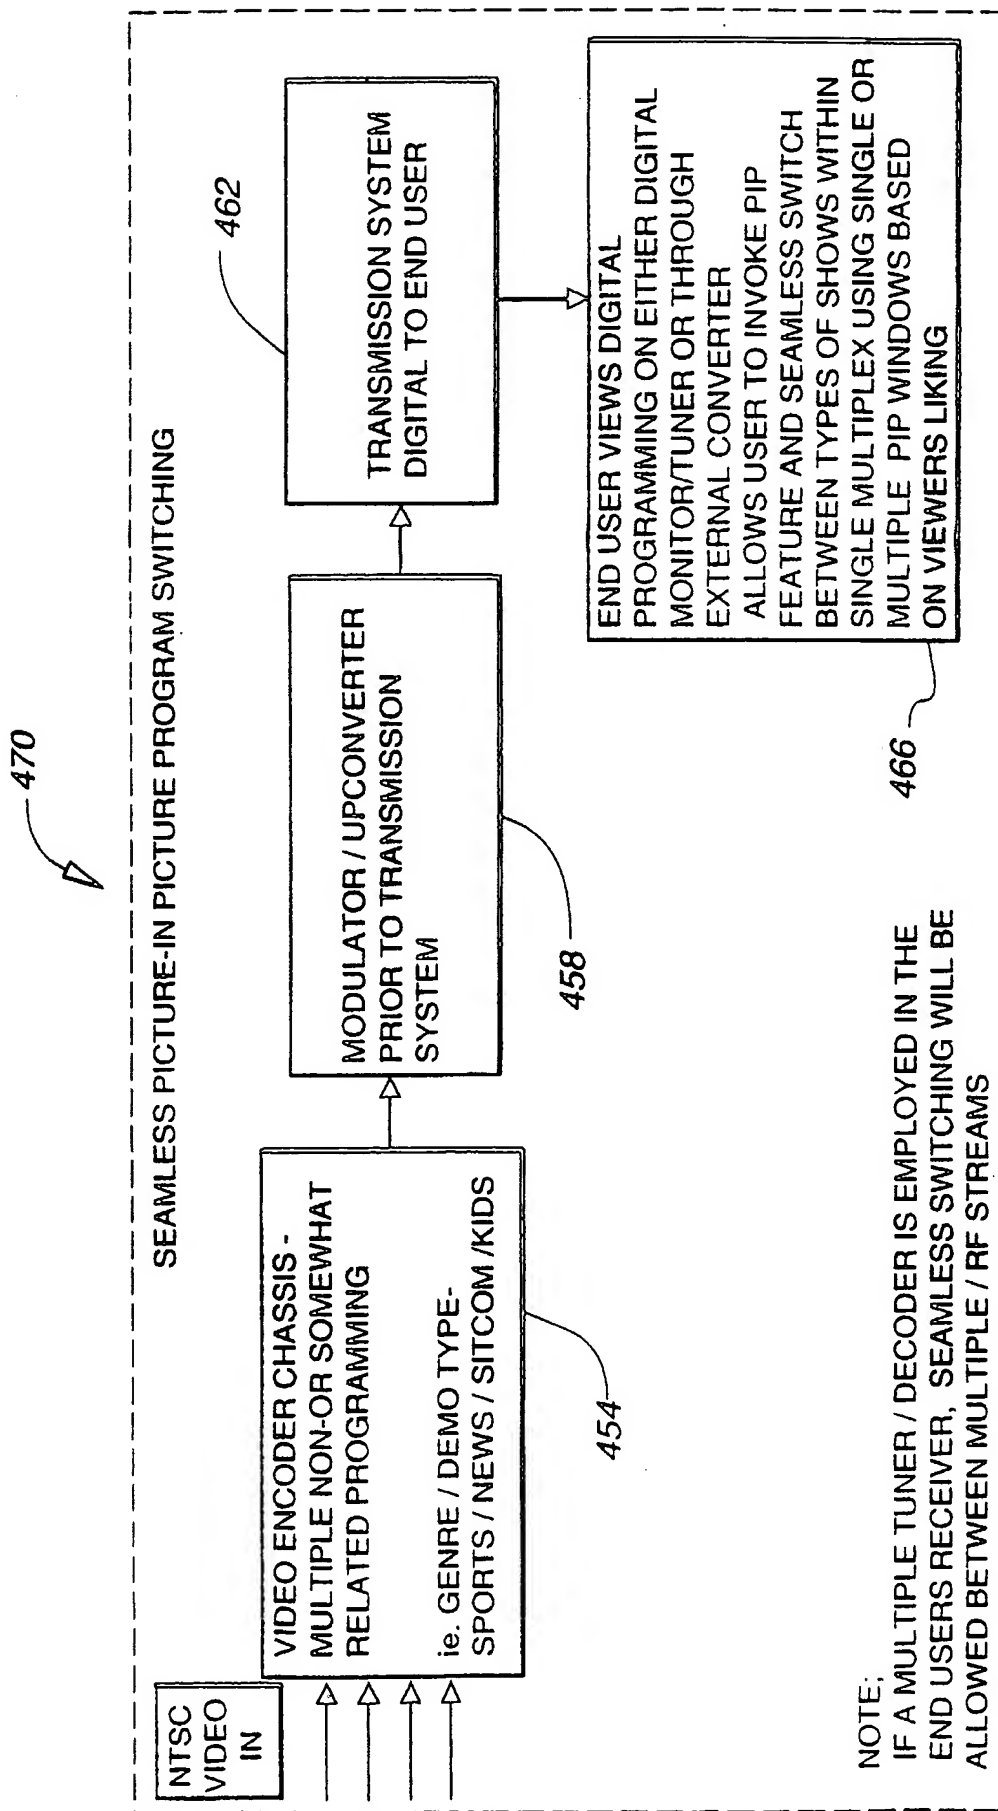 470
SEAMLESS PICTURE-IN PICTURE PROGRAM SWITCHING
NTSC
VIDEO
IN
VIDEO ENCODER CHASSIS -
MULTIPLE NON-OR SOMEWHAT
RELATED PROGRAMMING
ie. GENRE / DEMO TYPE-
SPORTS / NEWS / SITCOM /KIDS
454
MODULATOR / UPCONVERTER
PRIOR TO TRANSMISSION
SYSTEM
458
TRANSMISSION SYSTEM
DIGITAL TO END USER
462
END USER VIEWS DIGITAL
PROGRAMMING ON EITHER DIGITAL
MONITOR/TUNER OR THROUGH
EXTERNAL CONVERTER
ALLOWS USER TO INVOKE PIP
FEATURE AND SEAMLESS SWITCH
BETWEEN TYPES OF SHOWS WITHIN
SINGLE MULTIPLEX USING SINGLE OR
MULTIPLE PIP WINDOWS BASED
ON VIEWERS LIKING
466
NOTE;
IF A MULTIPLE TUNER / DECODER IS EMPLOYED IN THE
END USERS RECEIVER, SEAMLESS SWITCHING WILL BE
ALLOWED BETWEEN MULTIPLE / RF STREAMS